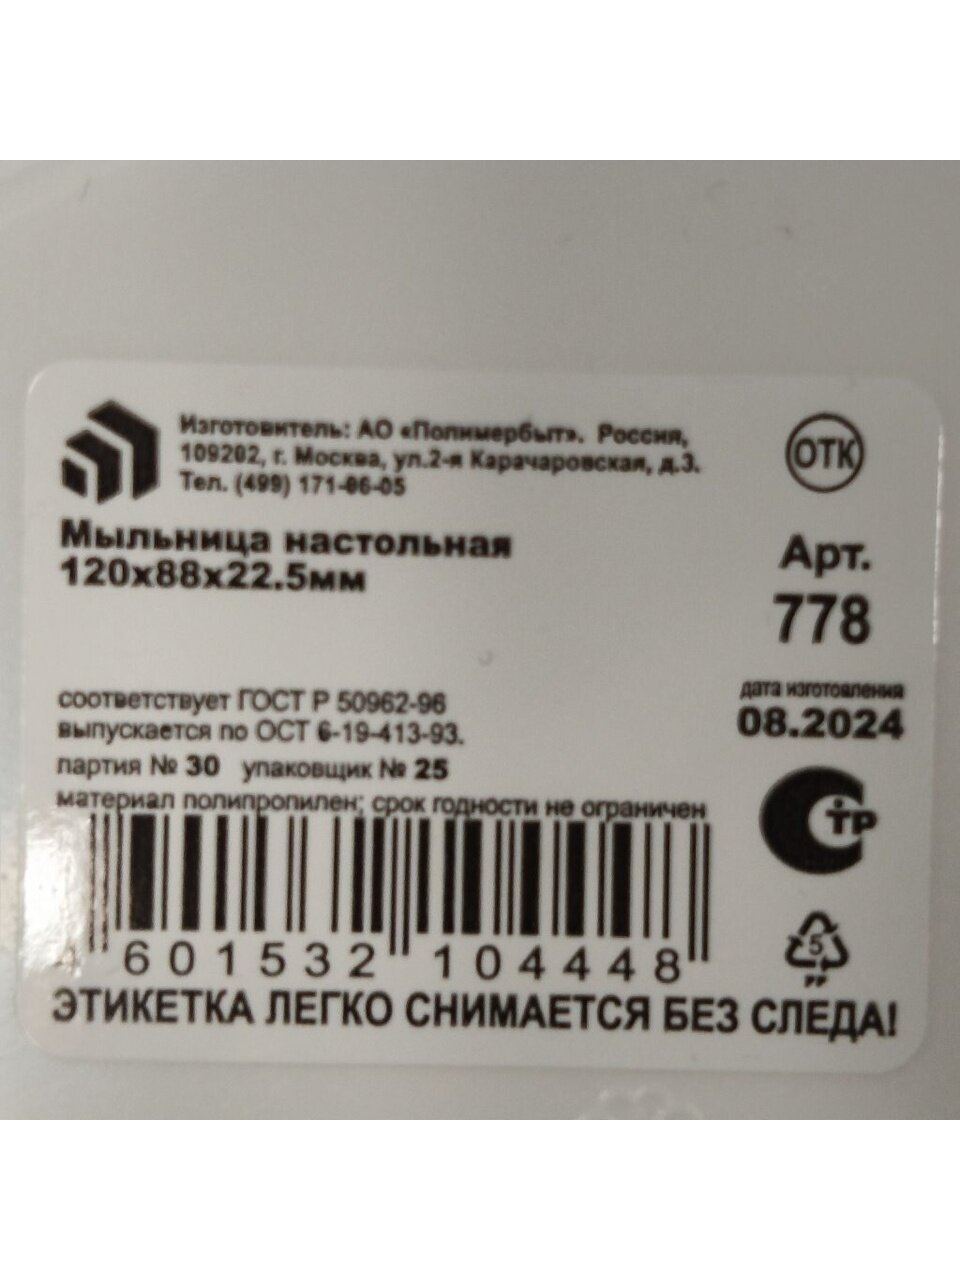 Изготовитель: АО «Полимербыт». Россия,
109202, г. Москва, ул.2-я Карачаровская, д.3.
Тел. (499) 171-86-05
ОТК
Мыльница настольная
120х88х22.5мм
Арт.
778
соответствует ГОСТ Р 50962-96
выпускается по ОСТ 6-19-413-93.
партия № 30 упаковщик № 25
материал полипропилен; срок годности не ограничен
дата изготовления
08.2024
ТР
5
PP
4 601532 104448
ЭТИКЕТКА ЛЕГКО СНИМАЕТСЯ БЕЗ СЛЕДА!